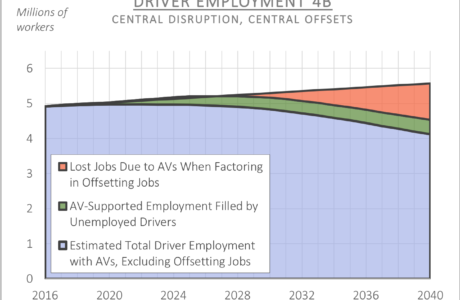 DRIVER EMPLOYMENT 4B
CENTRAL DISRUPTION, CENTRAL OFFSETS
Millions of
workers
6
5
4
3
2
1
0
Lost Jobs Due to AVs When Factoring
in Offsetting Jobs
AV-Supported Employment Filled by
Unemployed Drivers
Estimated Total Driver Employment
with AVs, Excluding Offsetting Jobs
2016 2020 2024 2028 2032 2036 2040